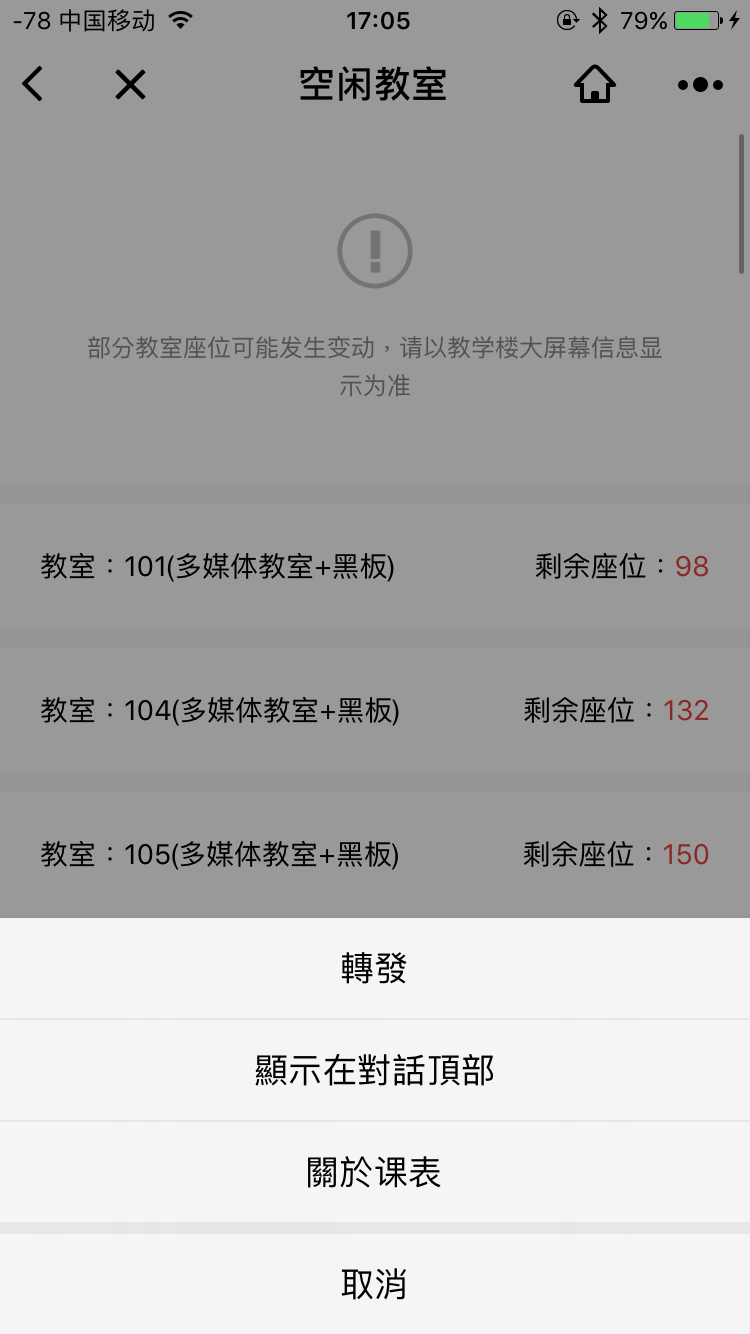 -78 中国移动 17:05 79%
空闲教室
部分教室座位可能发生变动，请以教学楼大屏幕信息显
示为准
教室：101(多媒体教室+黑板) 剩余座位：98
教室：104(多媒体教室+黑板) 剩余座位：132
教室：105(多媒体教室+黑板) 剩余座位：150
轉發
顯示在對話頂部
關於课表
取消